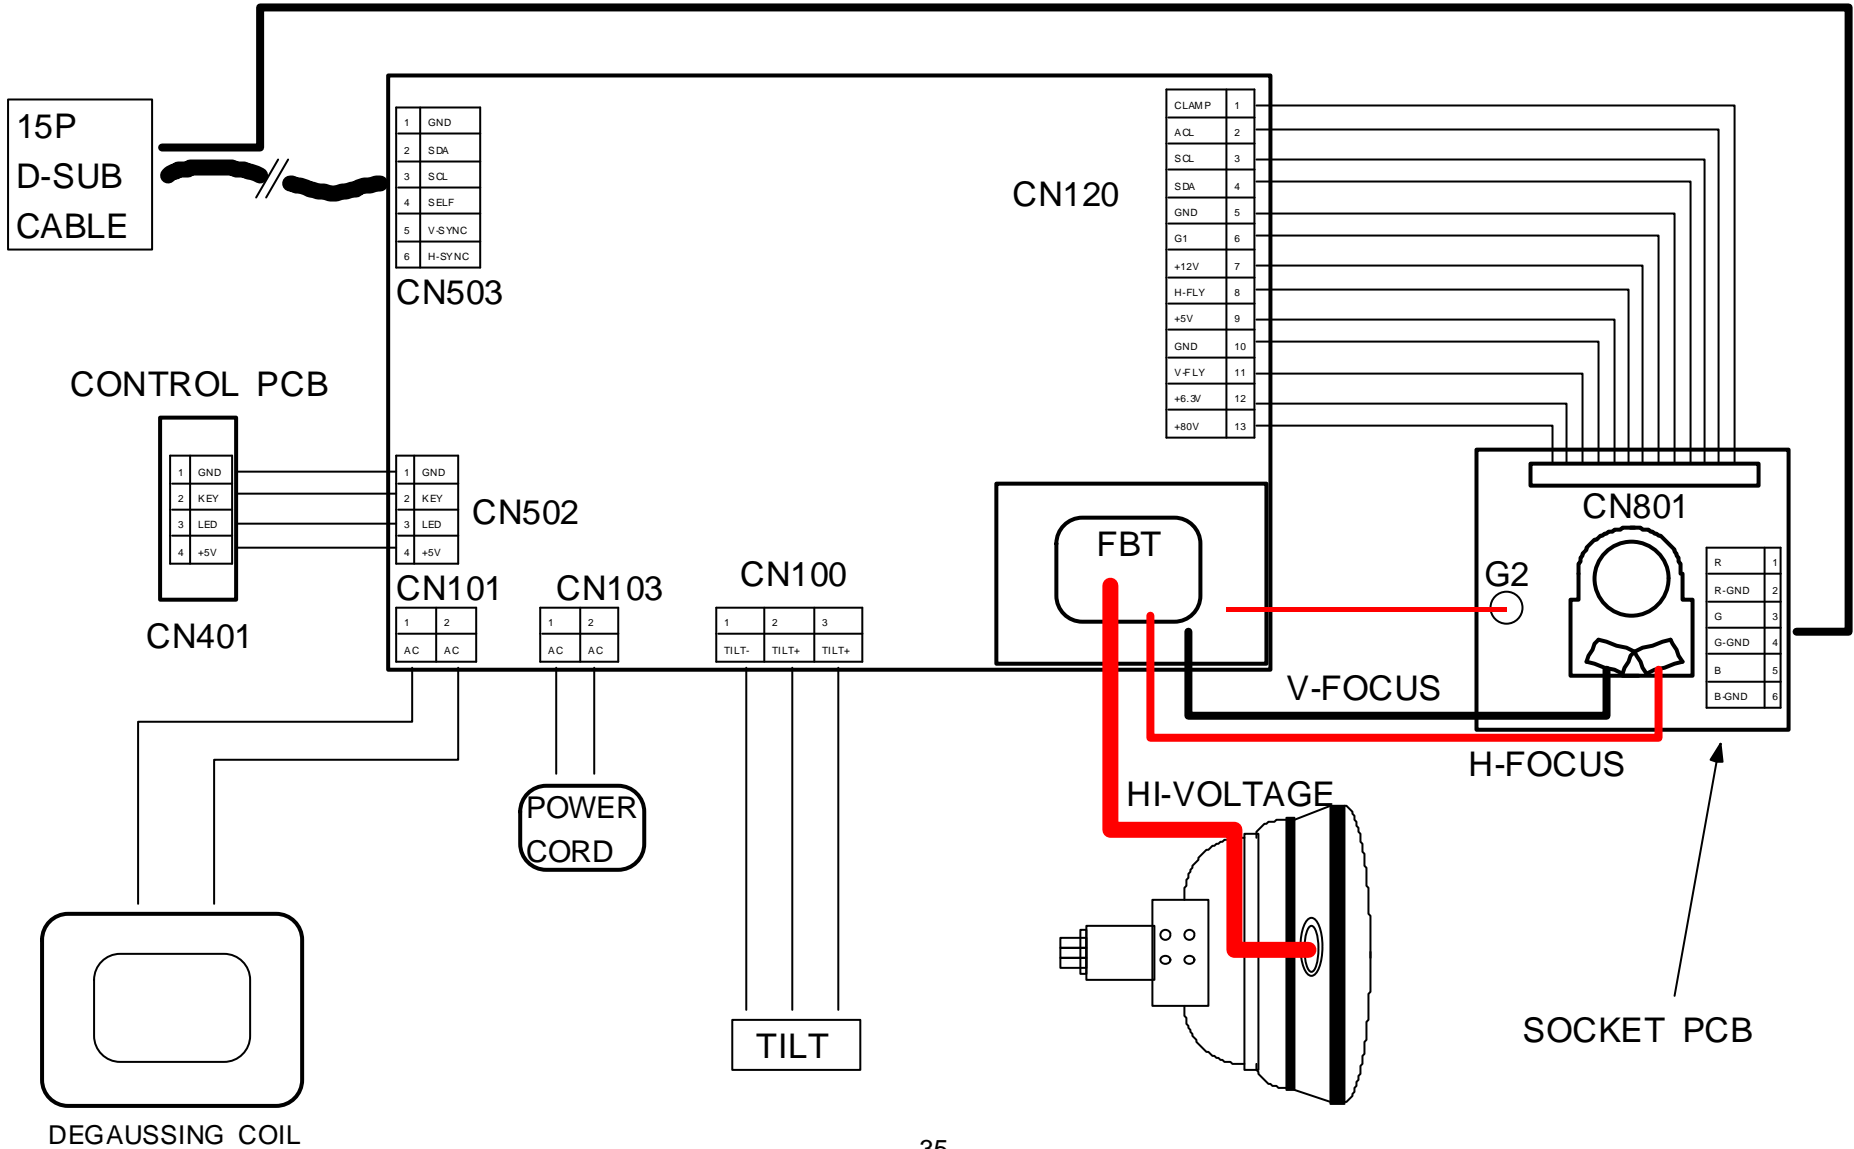 15P
D-SUB
CABLE
1 GND
2 SDA
3 SCL
4 SELF
5 V-SYNC
6 H-SYNC
CN503
CN120
CLAMP 1
ACL 2
SCL 3
SDA 4
GND 5
G1 6
+12V 7
H-FLY 8
+5V 9
GND 10
V-FLY 11
+6.3V 12
+80V 13
CONTROL PCB
1 GND
2 KEY
3 LED
4 +5V
CN401
1 GND
2 KEY
3 LED
4 +5V
CN502
CN101
1 2
AC AC
CN103
1 2
AC AC
CN100
1 2 3
TILT- TILT+ TILT+
FBT
CN801
G2
R 1
R-GND 2
G 3
G-GND 4
B 5
B-GND 6
V-FOCUS
H-FOCUS
HI-VOLTAGE
POWER
CORD
TILT
SOCKET PCB
DEGAUSSING COIL
35